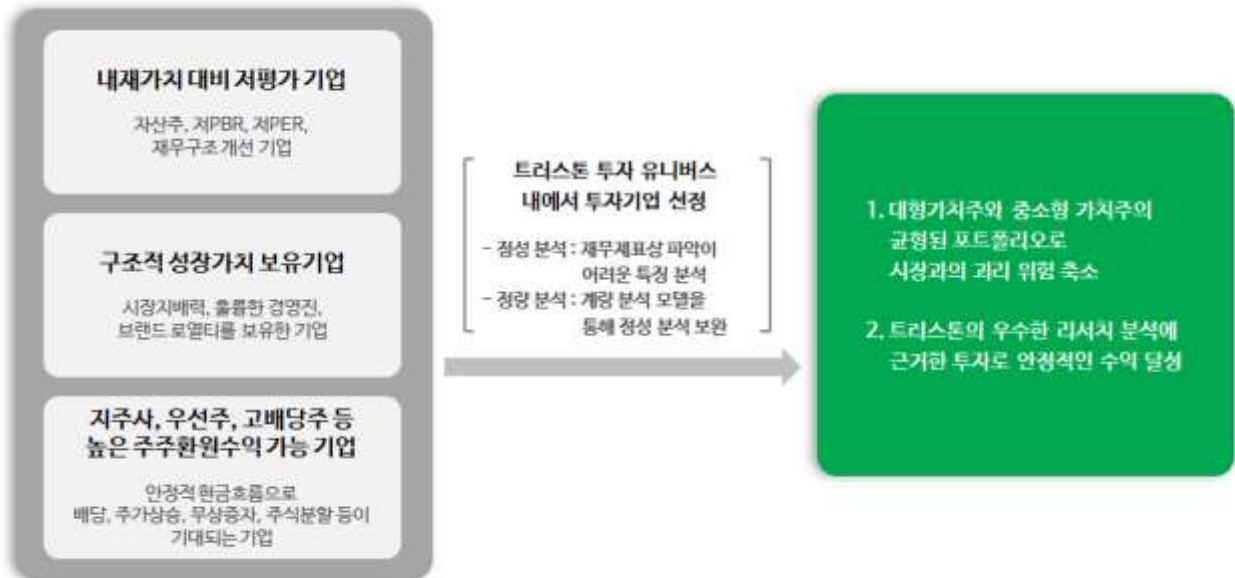 내재가치 대비 저평가 기업
자산주, 저PBR, 저PER,
재무구조 개선 기업
구조적 성장가치 보유기업
시장지배력, 훌륭한 경영진,
브랜드 로열티를 보유한 기업
지주사, 우선주, 고배당주 등
높은 주주환원수익 가능 기업
안정적 현금흐름으로
배당, 주가상승, 무상증자, 주식분할 등이
기대되는 기업
트러스톤 투자 유니버스
내에서 투자기업 선정
- 정성 분석 : 재무제표상 파악이
어려운 특징 분석
- 정량 분석 : 계량 분석 모델을
통해 정성 분석 보완
1. 대형가치주와 중소형 가치주의
균형된 포트폴리오로
시장과의 괴리 위험 축소
2. 트러스톤의 우수한 리서치 분석에
근거한 투자로 안정적인 수익 달성